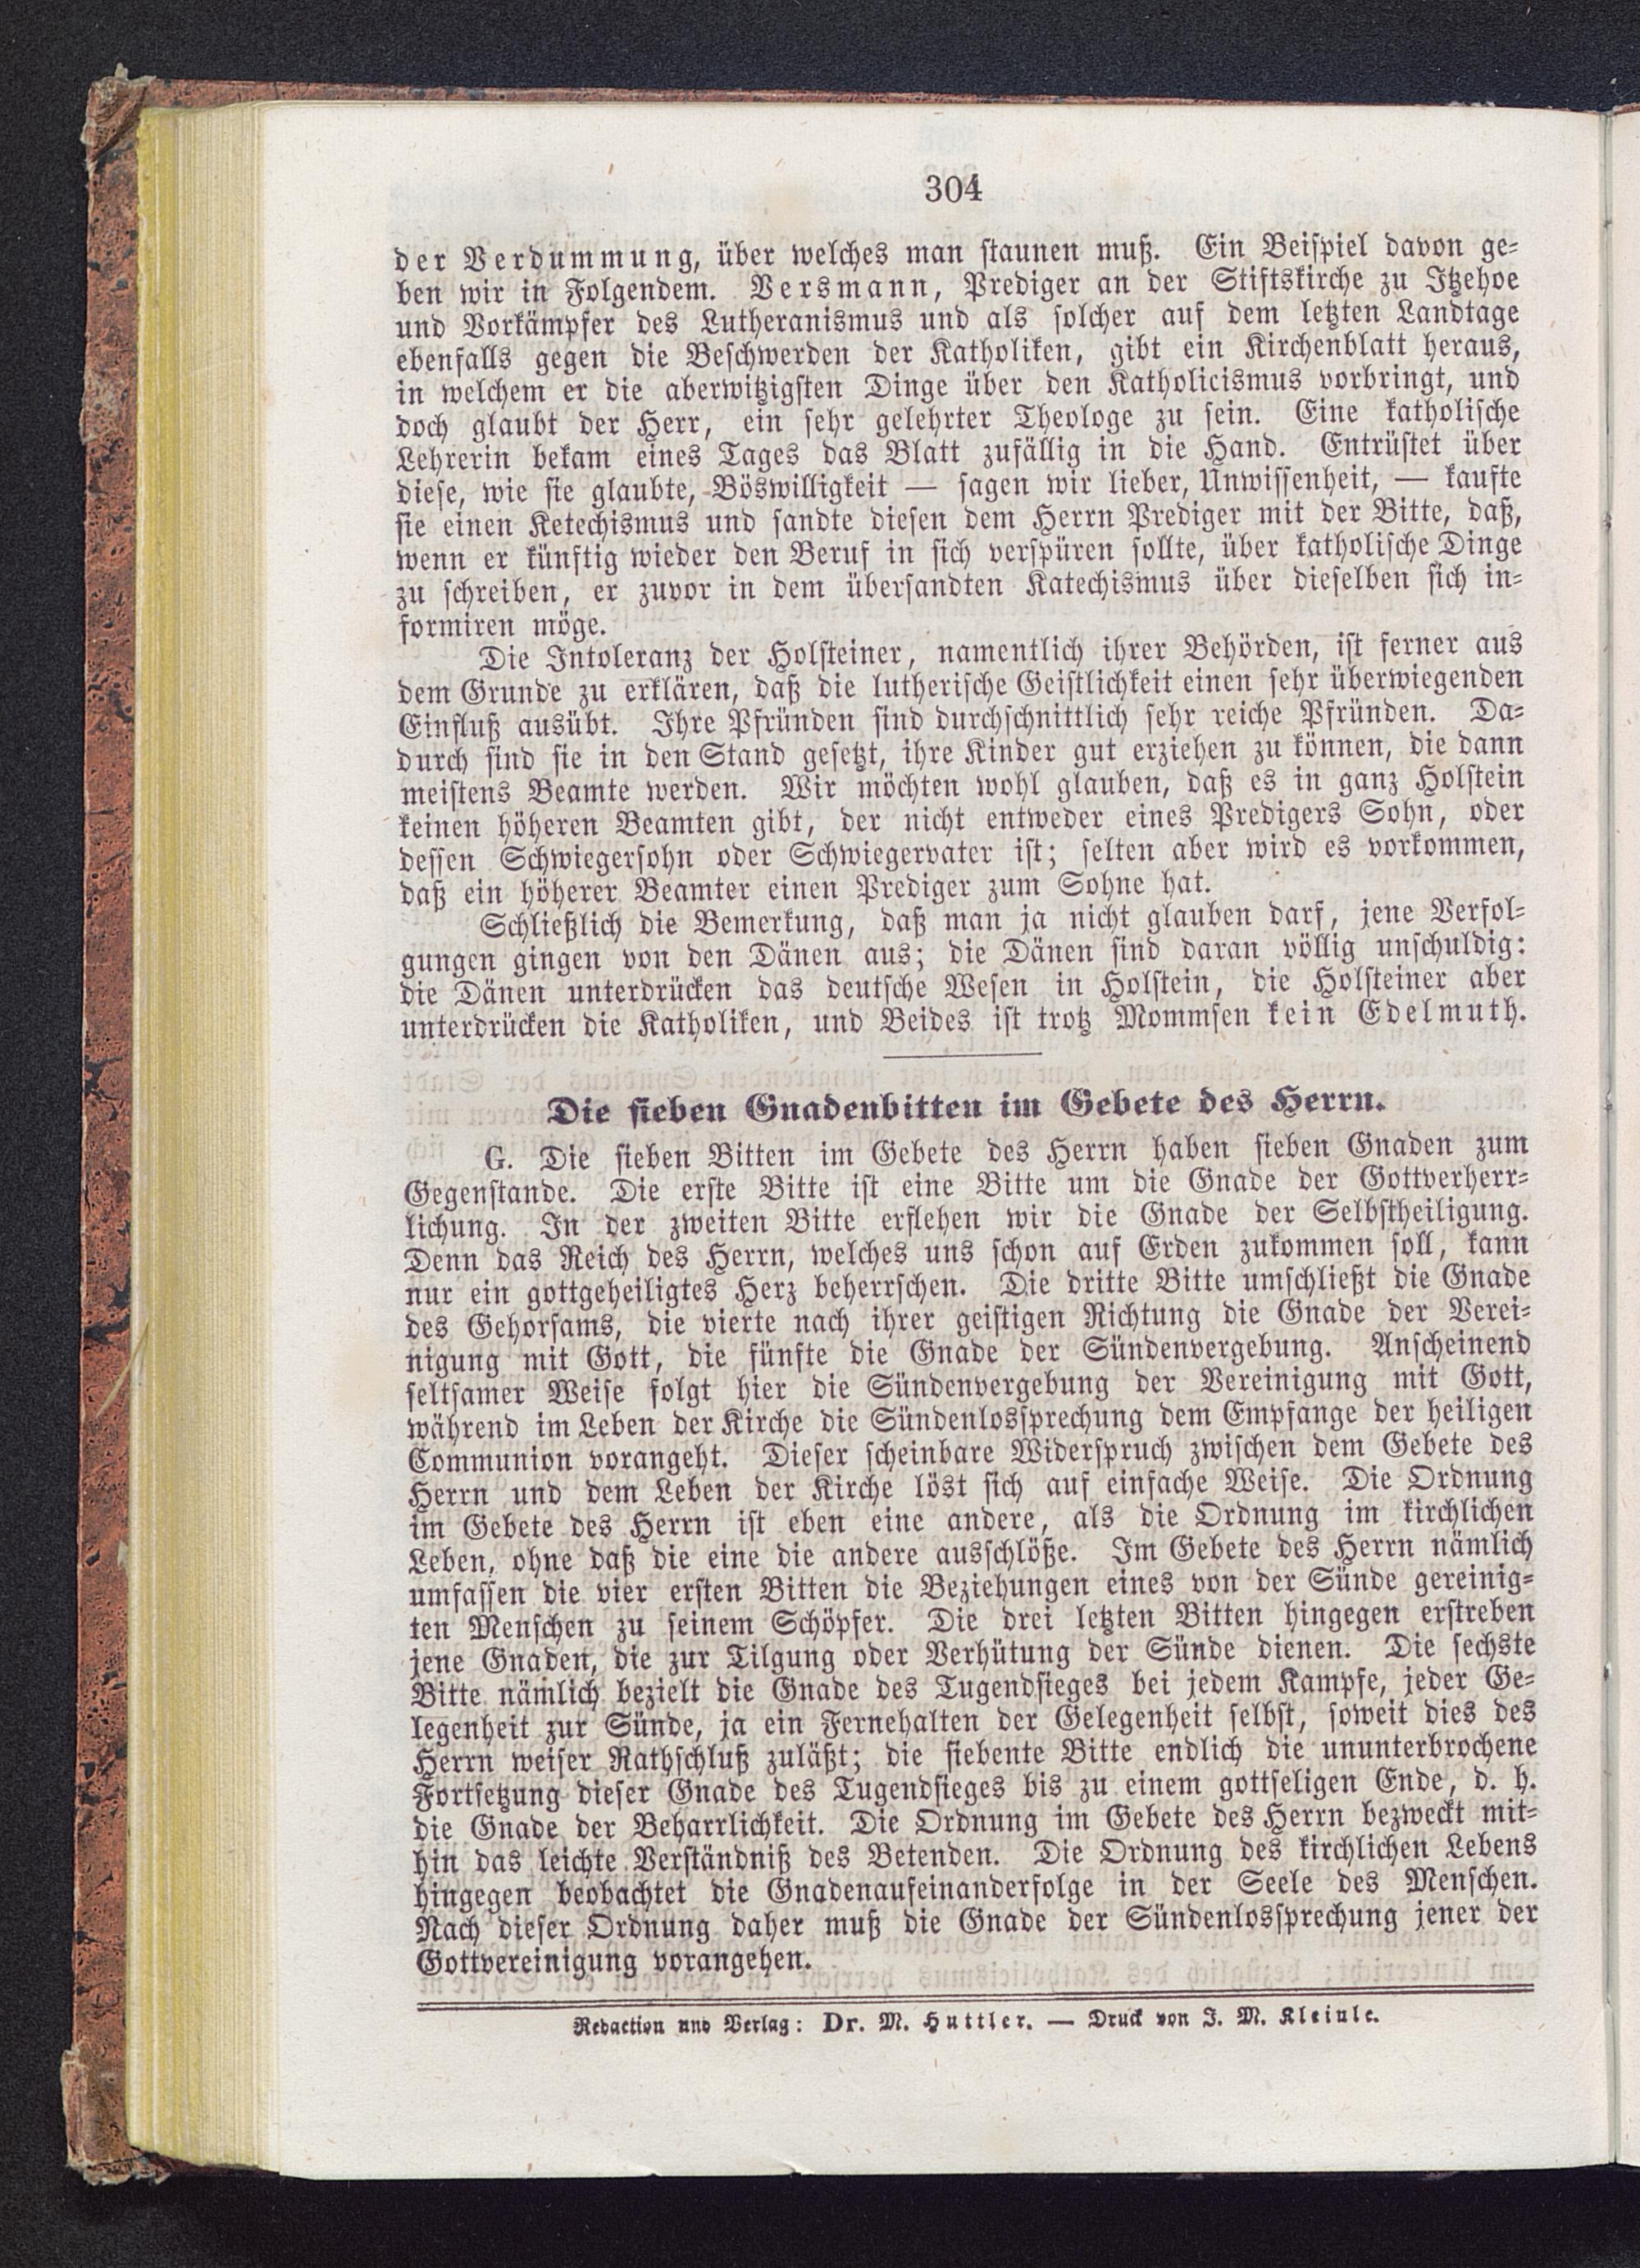 304
der Verdummung, über welches man staunen muß. Ein Beispiel davon ge-
ben wir in Folgendem. Versmann, Prediger an der Stiftskirche zu Itzehoe
und Vorkämpfer des Lutheranismus und als solcher auf dem letzten Landtage
ebenfalls gegen die Beschwerden der Katholiken, gibt ein Kirchenblatt heraus,
in welchem er die aberwitzigsten Dinge über den Katholicismus vorbringt, und
doch glaubt der Herr, ein sehr gelehrter Theologe zu sein. Eine katholische
Lehrerin bekam eines Tages das Blatt zufällig in die Hand. Entrüstet über
diese, wie sie glaubte, Böswilligkeit — sagen wir lieber, Unwissenheit, — kaufte
sie einen Ketechismus und sandte diesen dem Herrn Prediger mit der Bitte, daß,
wenn er künftig wieder den Beruf in sich verspüren sollte, über katholische Dinge
zu schreiben, er zuvor in dem übersandten Katechismus über dieselben sich in-
formiren möge.
Die Intoleranz der Holsteiner, namentlich ihrer Behörden, ist ferner aus
dem Grunde zu erklären, daß die lutherische Geistlichkeit einen sehr überwiegenden
Einfluß ausübt. Ihre Pfründen sind durchschnittlich sehr reiche Pfründen. Da-
durch sind sie in den Stand gesetzt, ihre Kinder gut erziehen zu können, die dann
meistens Beamte werden. Wir möchten wohl glauben, daß es in ganz Holstein
keinen höheren Beamten gibt, der nicht entweder eines Predigers Sohn, oder
dessen Schwiegersohn oder Schwiegervater ist; selten aber wird es vorkommen,
daß ein höherer Beamter einen Prediger zum Sohne hat.
Schließlich die Bemerkung, daß man ja nicht glauben darf, jene Verfol-
gungen gingen von den Dänen aus; die Dänen sind daran völlig unschuldig:
die Dänen unterdrücken das deutsche Wesen in Holstein, die Holsteiner aber
unterdrücken die Katholiken, und Beides ist trotz Mommsen kein Edelmuth.
Die sieben Gnadenbitten im Gebete des Herrn.
G. Die sieben Bitten im Gebete des Herrn haben sieben Gnaden zum
Gegenstande. Die erste Bitte ist eine Bitte um die Gnade der Gottverherr-
lichung. In der zweiten Bitte erflehen wir die Gnade der Selbstheiligung.
Denn das Reich des Herrn, welches uns schon auf Erden zukommen soll, kann
nur ein gottgeheiligtes Herz beherrschen. Die dritte Bitte umschließt die Gnade
des Gehorsams, die vierte nach ihrer geistigen Richtung die Gnade der Verei-
nigung mit Gott, die fünfte die Gnade der Sündenvergebung. Anscheinend
seltsamer Weise folgt hier die Sündenvergebung der Vereinigung mit Gott,
während im Leben der Kirche die Sündenlossprechung dem Empfange der heiligen
Communion vorangeht. Dieser scheinbare Widerspruch zwischen dem Gebete des
Herrn und dem Leben der Kirche löst sich auf einfache Weise. Die Ordnung
im Gebete des Herrn ist eben eine andere, als die Ordnung im kirchlichen
Leben, ohne daß die eine die andere ausschlöße. Im Gebete des Herrn nämlich
umfassen die vier ersten Bitten die Beziehungen eines von der Sünde gereinig-
ten Menschen zu seinem Schöpfer. Die drei letzten Bitten hingegen erstreben
jene Gnaden, die zur Tilgung oder Verhütung der Sünde dienen. Die sechste
Bitte nämlich bezielt die Gnade des Tugendsieges bei jedem Kampfe, jeder Ge-
legenheit zur Sünde, ja ein Fernehalten der Gelegenheit selbst, soweit dies des
Herrn weiser Rathschluß zuläßt; die siebente Bitte endlich die ununterbrochene
Fortsetzung dieser Gnade des Tugendsieges bis zu einem gottseligen Ende, d. h.
die Gnade der Beharrlichkeit. Die Ordnung im Gebete des Herrn bezweckt mit-
hin das leichte Verständniß des Betenden. Die Ordnung des kirchlichen Lebens
hingegen beobachtet die Gnadenaufeinanderfolge in der Seele des Menschen.
Nach dieser Ordnung daher muß die Gnade der Sündenlossprechung jener der
Gottvereinigung vorangehen.
Redaction und Verlag: Dr. M. Huttler. — Druck von J. M. Kleinle.